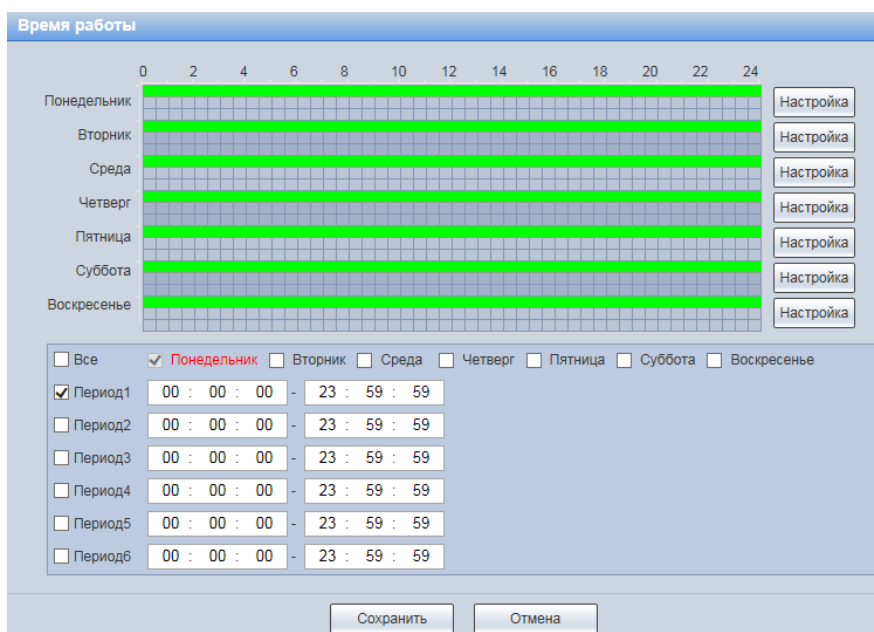 Время работы
0 2 4 6 8 10 12 14 16 18 20 22 24
Понедельник Настройка
Вторник Настройка
Среда Настройка
Четверг Настройка
Пятница Настройка
Суббота Настройка
Воскресенье Настройка
Все Понедельник Вторник Среда Четверг Пятница Суббота Воскресенье
Период1 00 : 00 : 00 - 23 : 59 : 59
Период2 00 : 00 : 00 - 23 : 59 : 59
Период3 00 : 00 : 00 - 23 : 59 : 59
Период4 00 : 00 : 00 - 23 : 59 : 59
Период5 00 : 00 : 00 - 23 : 59 : 59
Период6 00 : 00 : 00 - 23 : 59 : 59
Сохранить Отмена